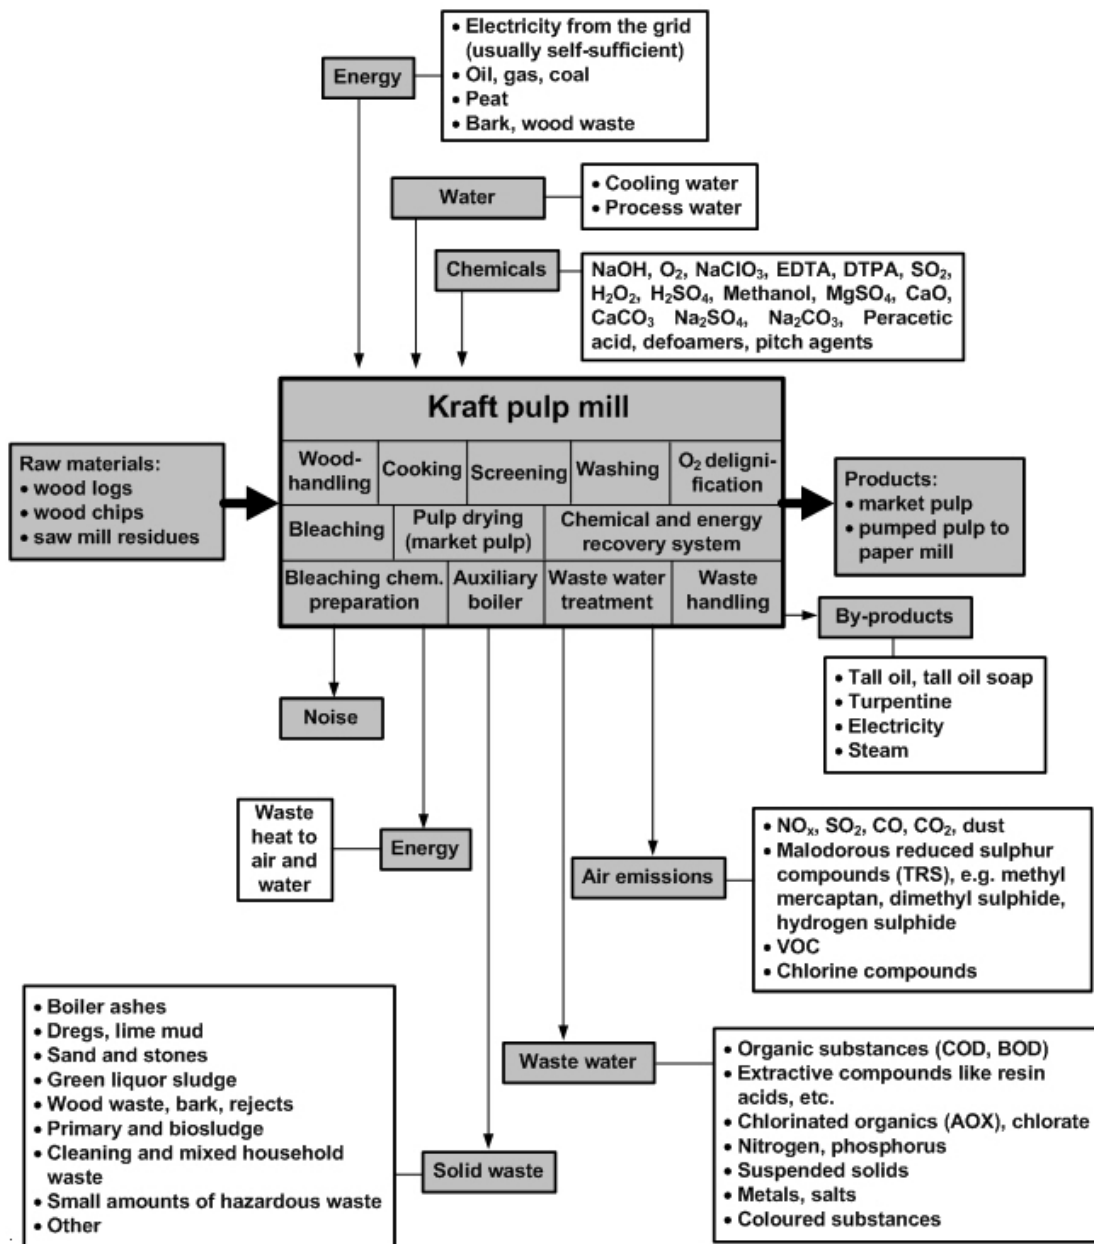 • Electricity from the grid
(usually self-sufficient)
• Oil, gas, coal
• Peat
• Bark, wood waste
Energy
Water
• Cooling water
• Process water
Chemicals
NaOH, O₂, NaClO₃, EDTA, DTPA, SO₂,
H₂O₂, H₂SO₄, Methanol, MgSO₄, CaO,
CaCO₃ Na₂SO₄, Na₂CO₃, Peracetic
acid, defoamers, pitch agents
Kraft pulp mill
Wood-
handling
Cooking
Screening
Washing
O₂ deligni-
fication
Bleaching
Pulp drying
(market pulp)
Chemical and energy
recovery system
Bleaching chem.
preparation
Auxiliary
boiler
Waste water
treatment
Waste
handling
Raw materials:
• wood logs
• wood chips
• saw mill residues
Products:
• market pulp
• pumped pulp to
paper mill
By-products
• Tall oil, tall oil soap
• Turpentine
• Electricity
• Steam
Noise
Waste
heat to
air and
water
Energy
Air emissions
• NOₓ, SO₂, CO, CO₂, dust
• Malodorous reduced sulphur
compounds (TRS), e.g. methyl
mercaptan, dimethyl sulphide,
hydrogen sulphide
• VOC
• Chlorine compounds
Waste water
• Organic substances (COD, BOD)
• Extractive compounds like resin
acids, etc.
• Chlorinated organics (AOX), chlorate
• Nitrogen, phosphorus
• Suspended solids
• Metals, salts
• Coloured substances
• Boiler ashes
• Dregs, lime mud
• Sand and stones
• Green liquor sludge
• Wood waste, bark, rejects
• Primary and biosludge
• Cleaning and mixed household
waste
• Small amounts of hazardous waste
• Other
Solid waste